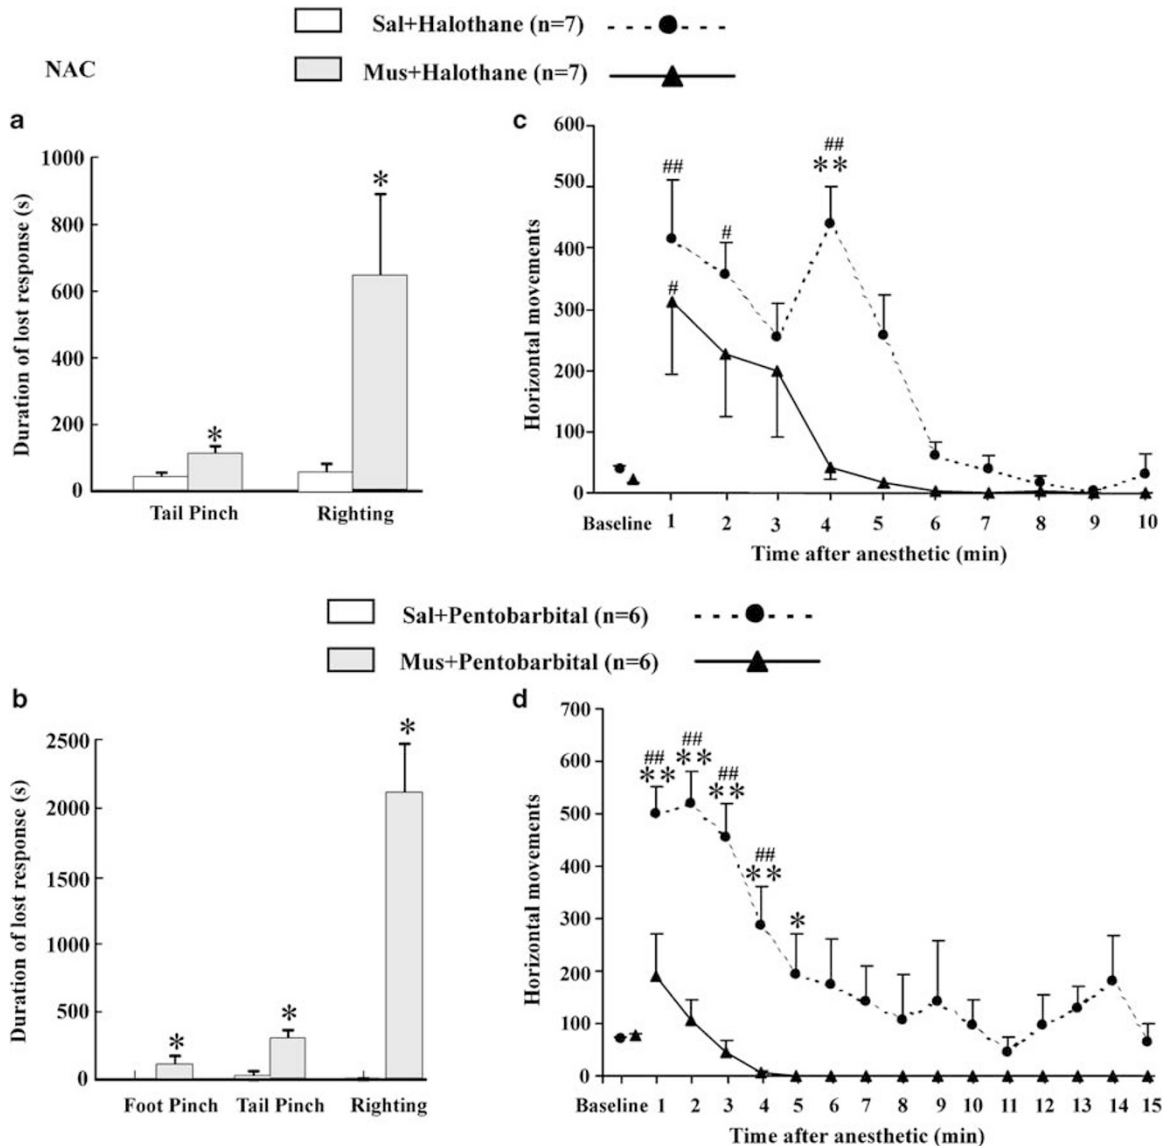 Sal+Halothane (n=7)
NAC
Mus+Halothane (n=7)
a
Duration of lost response (s)
1000
800
600
400
200
0
*
*
Tail Pinch
Righting
c
Horizontal movements
600
500
400
300
200
100
0
##
#
#
##
**
Baseline 1 2 3 4 5 6 7 8 9 10
Time after anesthetic (min)
Sal+Pentobarbital (n=6)
Mus+Pentobarbital (n=6)
b
Duration of lost response (s)
2500
2000
1500
1000
500
0
*
*
*
Foot Pinch
Tail Pinch
Righting
d
Horizontal movements
700
600
500
400
300
200
100
0
##
**
##
**
##
**
##
**
*
Baseline 1 2 3 4 5 6 7 8 9 10 11 12 13 14 15
Time after anesthetic (min)